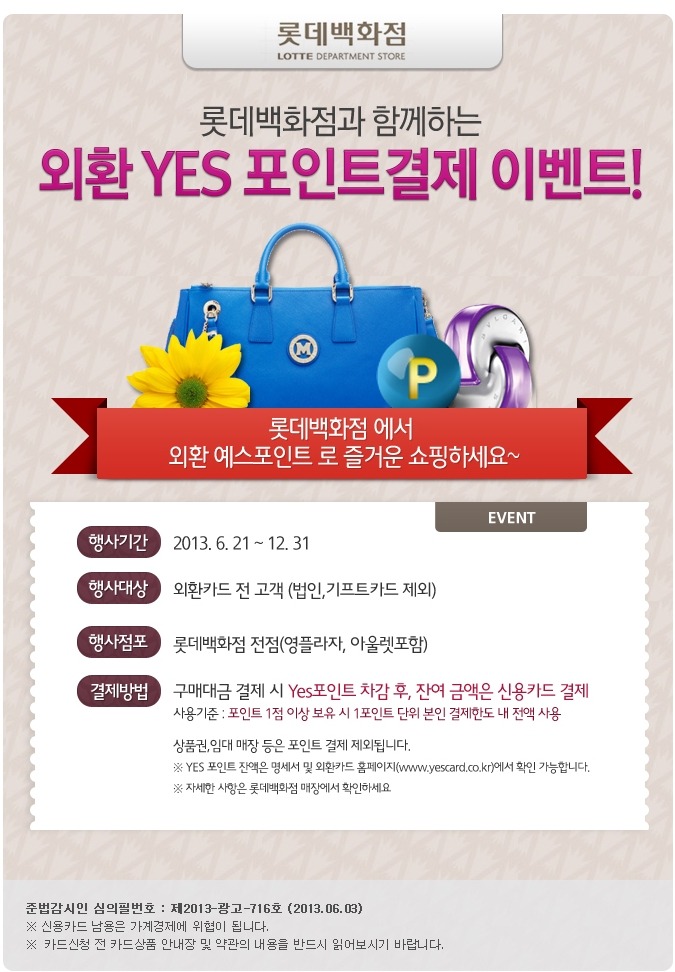 롯데백화점
LOTTE DEPARTMENT STORE
롯데백화점과 함께하는
외환 YES 포인트결제 이벤트!
M
P
BVLGARI
롯데백화점 에서
외환 예스포인트 로 즐거운 쇼핑하세요~
EVENT
행사기간 2013. 6. 21 ~ 12. 31
행사대상 외환카드 전 고객 (법인,기프트카드 제외)
행사점포 롯데백화점 전점(영플라자, 아울렛포함)
결제방법 구매대금 결제 시 Yes포인트 차감 후, 잔여 금액은 신용카드 결제
사용기준 : 포인트 1점 이상 보유 시 1포인트 단위 본인 결제한도 내 전액 사용
상품권,임대 매장 등은 포인트 결제 제외됩니다.
※ YES 포인트 잔액은 명세서 및 외환카드 홈페이지(www.yescard.co.kr)에서 확인 가능합니다.
※ 자세한 사항은 롯데백화점 매장에서 확인하세요
준법감시인 심의필번호 : 제2013-광고-716호 (2013.06.03)
※ 신용카드 남용은 가계경제에 위협이 됩니다.
※ 카드신청 전 카드상품 안내장 및 약관의 내용을 반드시 읽어보시기 바랍니다.